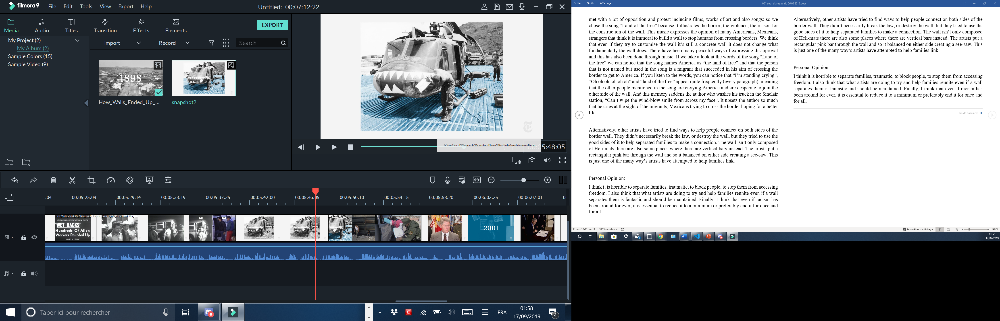 filmora9 File Edit Tools View Export Help
Untitled: 00:07:12:22
Media Audio Titles Transition Effects Elements
EXPORT
My Project (2)
My Album (2)
Sample Colors (15)
Sample Video (9)
Import Record Search
1898
How_Walls_Ended_Up_...
snapshot2
C:/Users/Henry PC/Documents/Wondershare Filmora 9/User Media/Snapshot/snapshot2.png
5:48:05
:04 00:05:25:09 00:05:29:14 00:05:33:19 00:05:37:25 00:05:42:00 00:05:46:05 00:05:50:10 00:05:54:15 00:05:58:20 00:06:02:25 00:06:07:01
UNIVERSAL-INTERNATIONAL NEWS
'WET BACKS'
Hundreds Of Alien
Workers Rounded Up
2001
1
1
Taper ici pour rechercher
FRA
01:58
17/09/2019
4
Fichier Outils Affichage
001 cour d'anglais du 06 09 2019.docx
met with a lot of opposition and protest including films, works of art and also songs: so we
chose the song “Land of the free” because it illustrates the horror, the violence, the reason for
the construction of the wall. This music expresses the opinion of many Americans, Mexicans,
strangers that think it is immoral to build a wall to stop humans from crossing borders. We think
that even if they try to customise the wall it’s still a concrete wall it does not change what
fundamentally the wall does. There have been many peaceful ways of expressing disapproval
and this has also been done through music. If we take a look at the words of the song “Land of
the free” we can notice that the song names America as “the land of free” and that the person
that is not named but used in the song is a migrant that succeeded in his aim of crossing the
border to get to America. If you listen to the words, you can notice that “I’m standing crying”,
“Oh oh oh, oh oh oh” and “land of the free” appear quite frequently (every paragraph), meaning
that the other people mentioned in the song are envying America and are desperate to join the
other side of the wall. And this memory saddens the author who washes his truck in the Sinclair
station, “Can’t wipe the wind-blow smile from across my face”. It upsets the author so much
that he cries at the sight of the migrants, Mexicans trying to cross the border hoping for a better
life.
Alternatively, other artists have tried to find ways to help people connect on both sides of the
border wall. They didn’t necessarily break the law, or destroy the wall, but they tried to use the
good sides of it to help separated families to make a connection. The wall isn’t only composed
of Heli-mats there are also some places where there are vertical bars instead. The artists put a
rectangular pink bar through the wall and so it balanced on either side creating a see-saw. This
is just one of the many way’s artists have attempted to help families link.
Personal Opinion:
I think it is horrible to separate families, traumatic, to block people, to stop them from accessing
freedom. I also think that what artists are doing to try and help families reunite even if a wall
separates them is fantastic and should be maintained. Finally, I think that even if racism has
been around for ever, it is essential to reduce it to a minimum or preferably end it for once and
for all.
Alternatively, other artists have tried to find ways to help people connect on both sides of the
border wall. They didn’t necessarily break the law, or destroy the wall, but they tried to use the
good sides of it to help separated families to make a connection. The wall isn’t only composed
of Heli-mats there are also some places where there are vertical bars instead. The artists put a
rectangular pink bar through the wall and so it balanced on either side creating a see-saw. This
is just one of the many way’s artists have attempted to help families link.
Personal Opinion:
I think it is horrible to separate families, traumatic, to block people, to stop them from accessing
freedom. I also think that what artists are doing to try and help families reunite even if a wall
separates them is fantastic and should be maintained. Finally, I think that even if racism has
been around for ever, it is essential to reduce it to a minimum or preferably end it for once and
for all.
Fin de document
Écrans 10-11 sur 11 9159 caractères
Paramètres d'affichage
140 %
01:58
17/09/2019